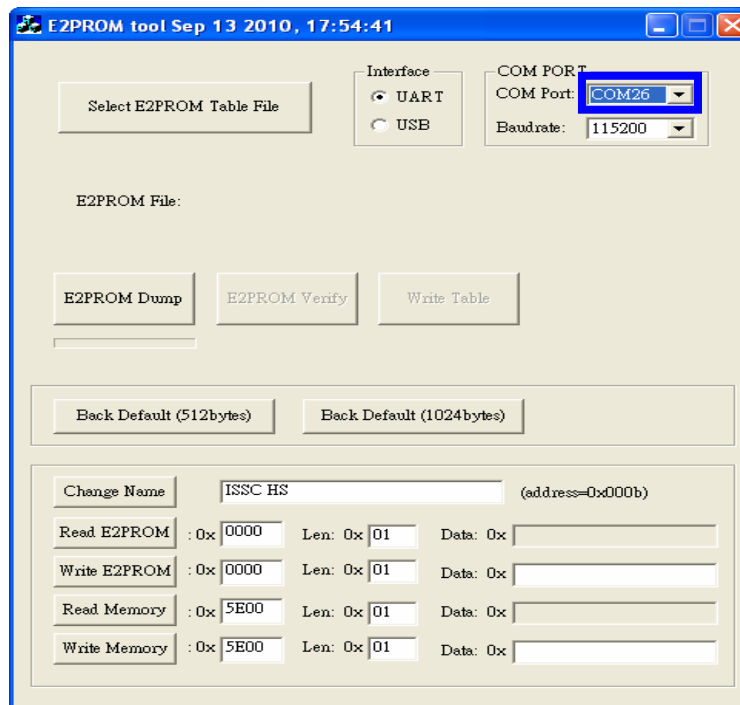 E2PROM tool Sep 13 2010, 17:54:41
Interface
COM PORT
Select E2PROM Table File
UART
COM Port: COM26
USB
Baudrate: 115200
E2PROM File:
E2PROM Dump
E2PROM Verify
Write Table
Back Default (512bytes)
Back Default (1024bytes)
Change Name ISSC HS (address=0x000b)
Read E2PROM : 0x 0000 Len: 0x 01 Data: 0x
Write E2PROM : 0x 0000 Len: 0x 01 Data: 0x
Read Memory : 0x 5E00 Len: 0x 01 Data: 0x
Write Memory : 0x 5E00 Len: 0x 01 Data: 0x